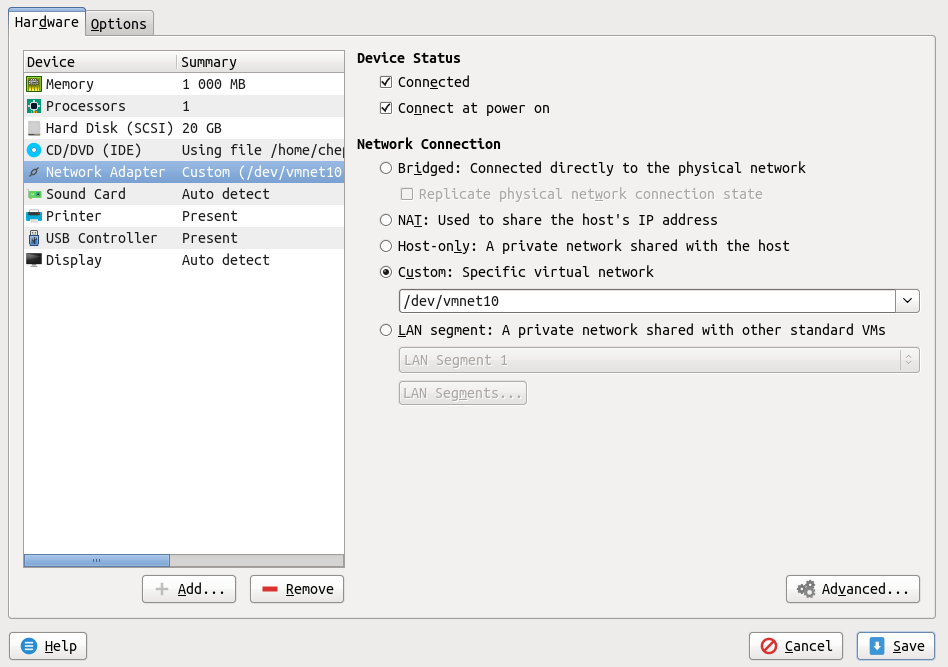 Hardware Options
Device Summary
Memory 1 000 MB
Processors 1
Hard Disk (SCSI) 20 GB
CD/DVD (IDE) Using file /home/che
Network Adapter Custom (/dev/vmnet10
Sound Card Auto detect
Printer Present
USB Controller Present
Display Auto detect
Add... Remove
Device Status
Connected
Connect at power on
Network Connection
Bridged: Connected directly to the physical network
Replicate physical network connection state
NAT: Used to share the host's IP address
Host-only: A private network shared with the host
Custom: Specific virtual network
/dev/vmnet10
LAN segment: A private network shared with other standard VMs
LAN Segment 1
LAN Segments...
Advanced...
Help Cancel Save